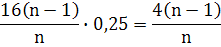 16(n − 1)/n · 0,25 = 4(n − 1)/n